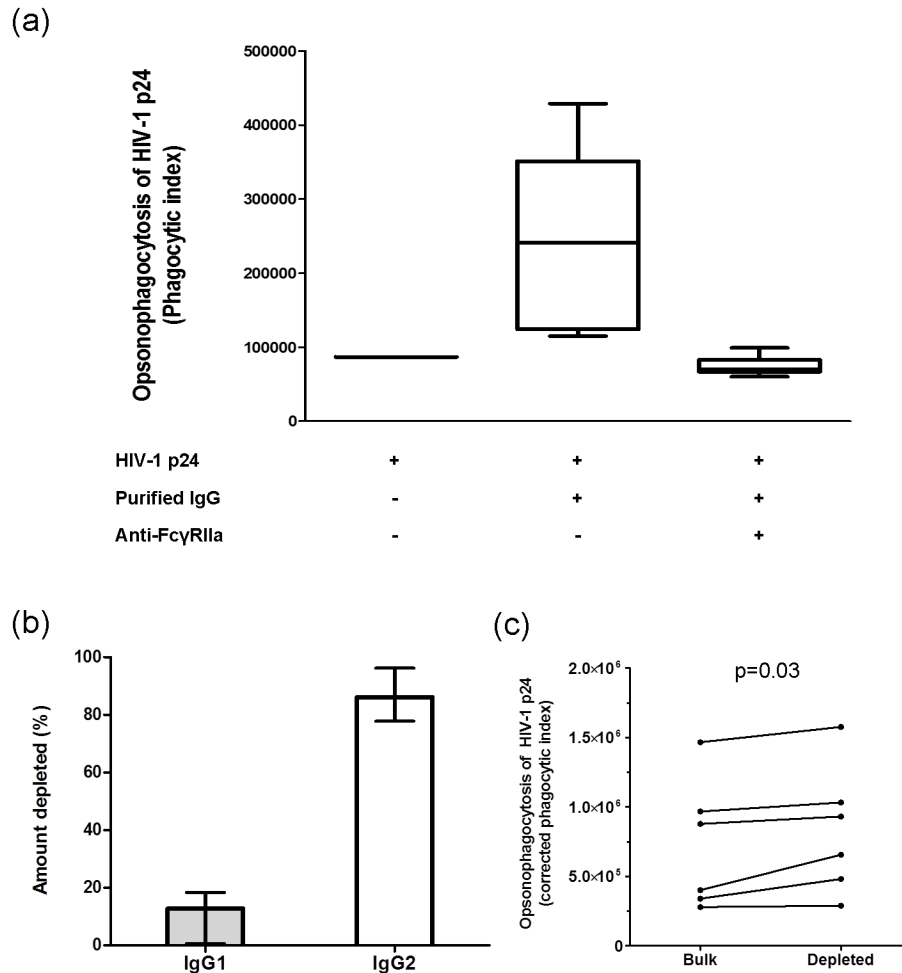 (a)
Opsonophagocytosis of HIV-1 p24
(Phagocytic index)
500000
400000
300000
200000
100000
0
HIV-1 p24 + + +
Purified IgG - + +
Anti-FcγRIIa - - +
(b)
Amount depleted (%)
100
80
60
40
20
0
IgG1 IgG2
(c)
Opsonophagocytosis of HIV-1 p24
(corrected phagocytic index)
p=0.03
2.0×10⁶
1.5×10⁶
1.0×10⁶
5.0×10⁵
0
Bulk Depleted